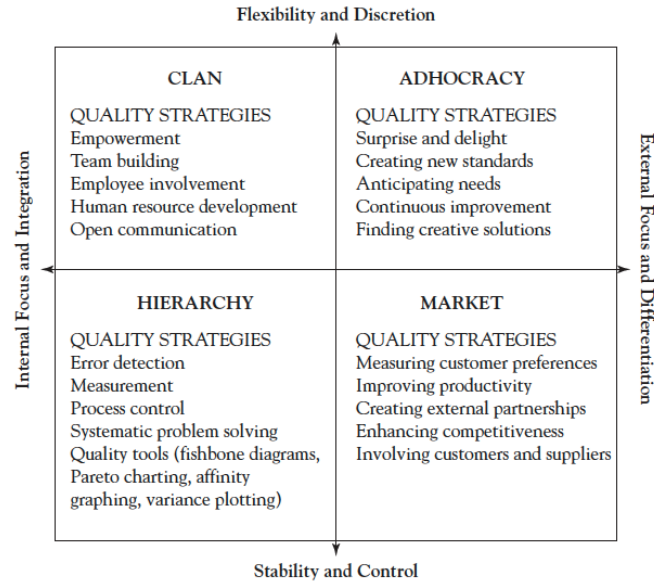 Flexibility and Discretion
Internal Focus and Integration
CLAN
QUALITY STRATEGIES
Empowerment
Team building
Employee involvement
Human resource development
Open communication
ADHOCRACY
QUALITY STRATEGIES
Surprise and delight
Creating new standards
Anticipating needs
Continuous improvement
Finding creative solutions
External Focus and Differentiation
HIERARCHY
QUALITY STRATEGIES
Error detection
Measurement
Process control
Systematic problem solving
Quality tools (fishbone diagrams,
Pareto charting, affinity
graphing, variance plotting)
MARKET
QUALITY STRATEGIES
Measuring customer preferences
Improving productivity
Creating external partnerships
Enhancing competitiveness
Involving customers and suppliers
Stability and Control